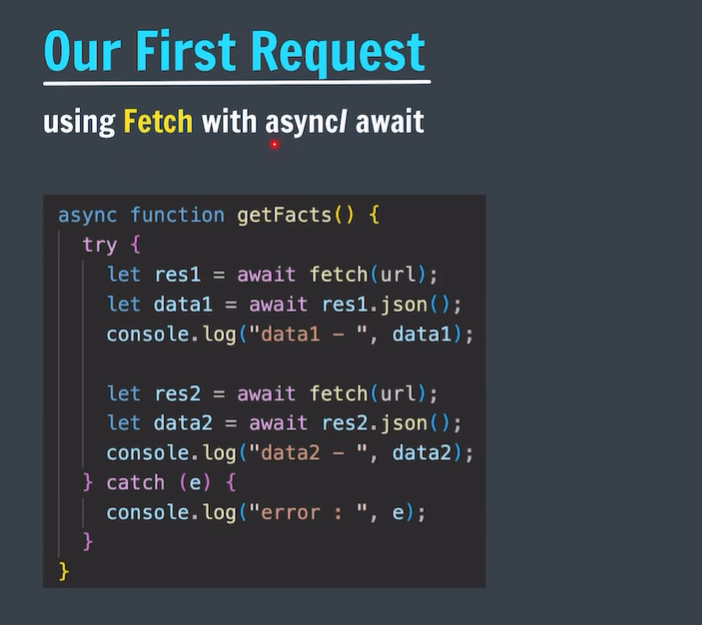 Our First Request
using Fetch with async/ await
async function getFacts() {
try {
let res1 = await fetch(url);
let data1 = await res1.json();
console.log("data1 - ", data1);
let res2 = await fetch(url);
let data2 = await res2.json();
console.log("data2 - ", data2);
} catch (e) {
console.log("error : ", e);
}
}